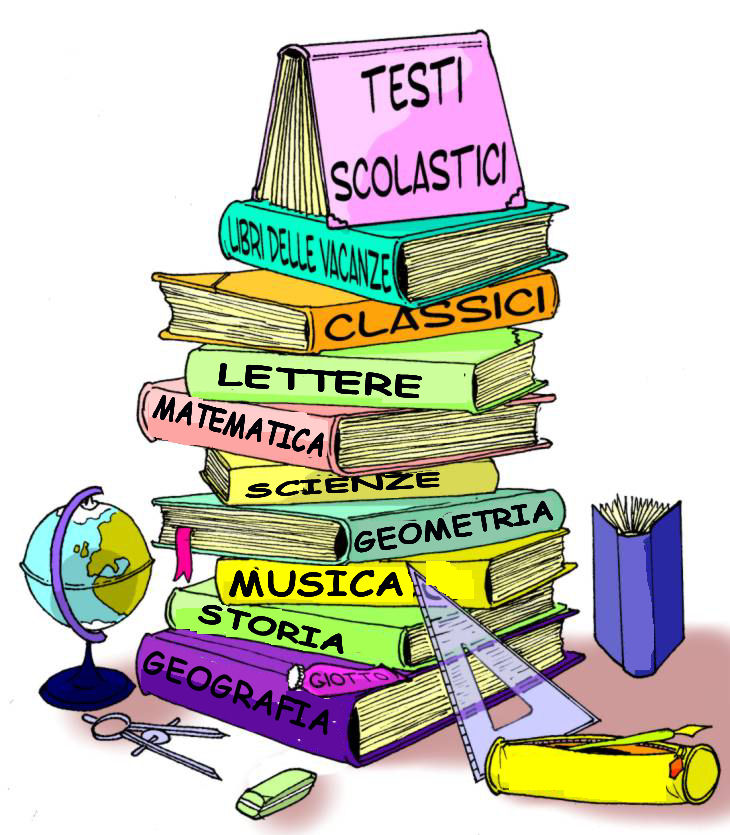 TESTI
SCOLASTICI
LIBRI DELLE VACANZE
CLASSICI
LETTERE
MATEMATICA
SCIENZE
GEOMETRIA
MUSICA
STORIA
GIOTTO
GEOGRAFIA